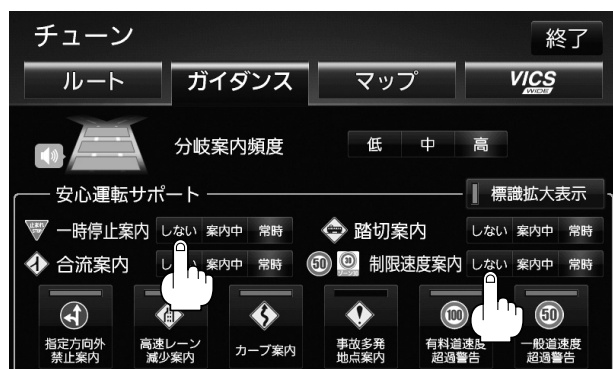 チューン 終了
ルート ガイダンス マップ VICS WIDE
分岐案内頻度 低 中 高
安心運転サポート 標識拡大表示
一時停止案内 しない 案内中 常時 踏切案内 しない 案内中 常時
合流案内 案内中 常時 50 制限速度案内 しない 案内中 常時
指定方向外 高速レーン カーブ案内 事故多発 100 有料道速度 50 一般道速度
禁止案内 減少案内 地点案内 超過警告 超過警告